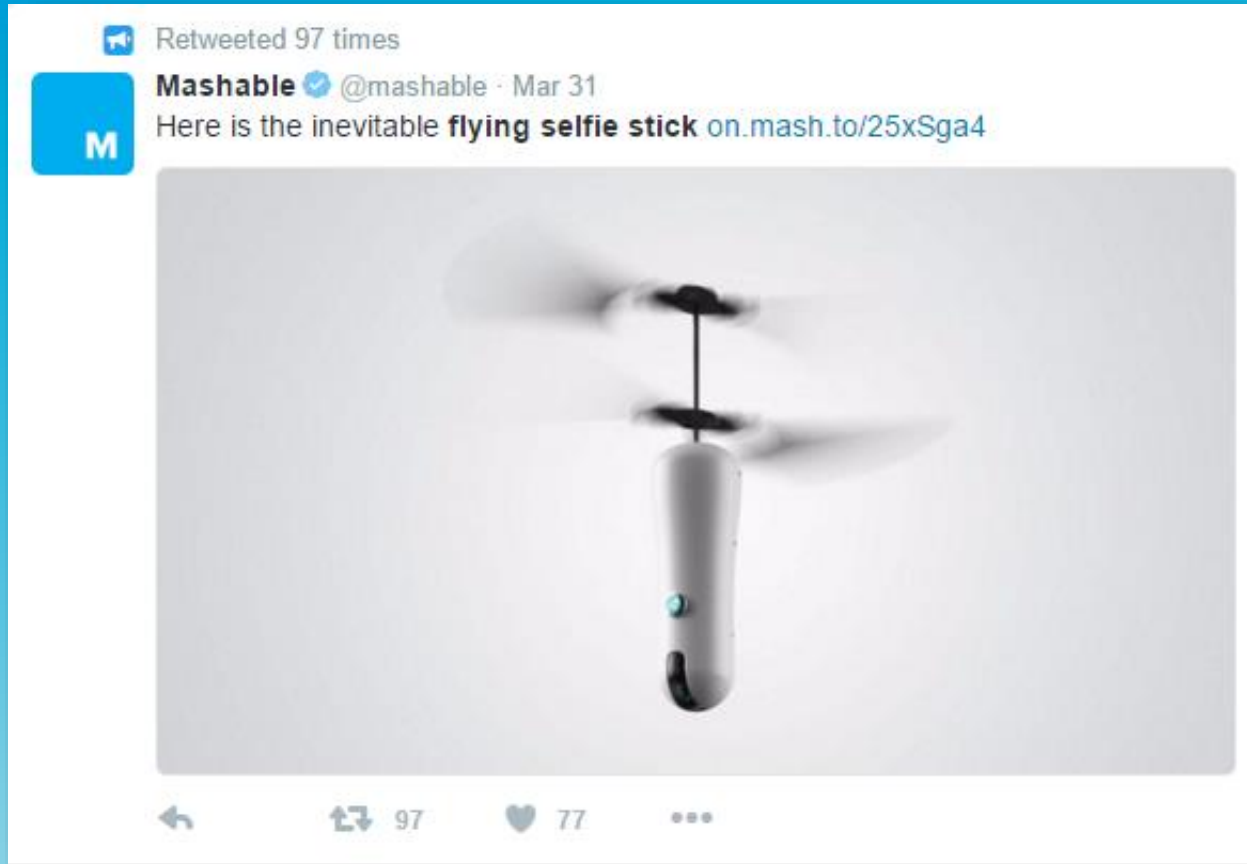 Retweeted 97 times
Mashable @mashable · Mar 31
Here is the inevitable flying selfie stick on.mash.to/25xSga4
M
97 77